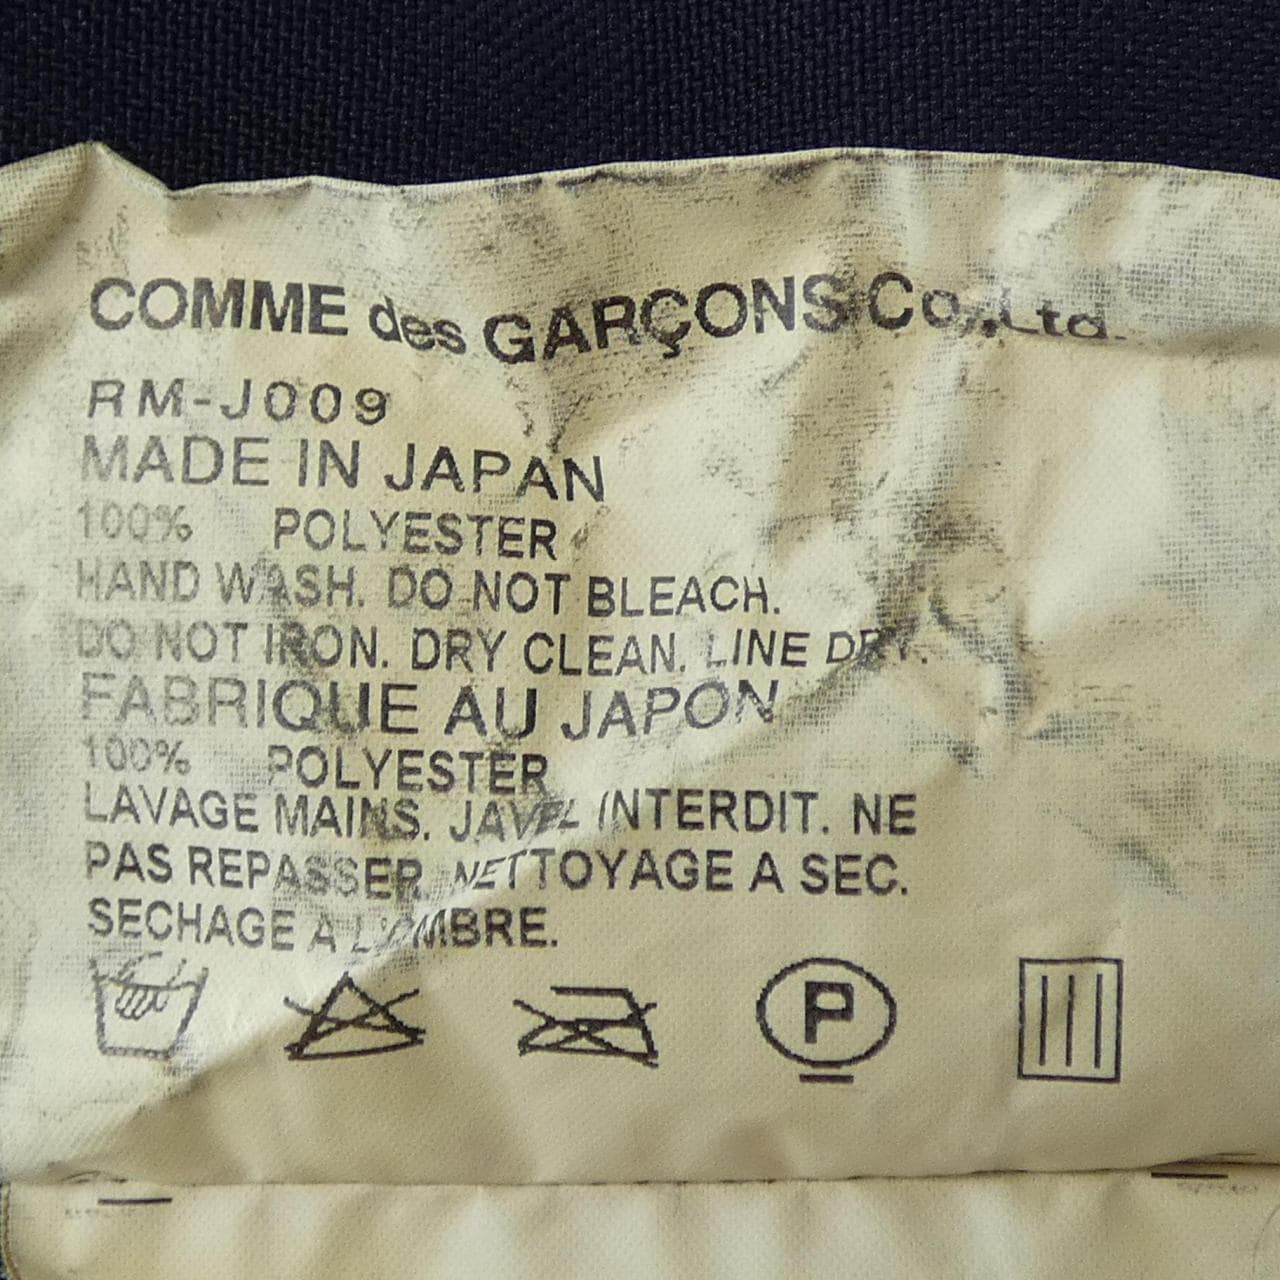 COMME des GARÇONS Co.,Ltd.
RM-J009
MADE IN JAPAN
100% POLYESTER
HAND WASH. DO NOT BLEACH.
DO NOT IRON. DRY CLEAN. LINE DRY.
FABRIQUE AU JAPON
100% POLYESTER
LAVAGE MAINS. JAVEL INTERDIT. NE
PAS REPASSER. NETTOYAGE A SEC.
SECHAGE A L'OMBRE.
P